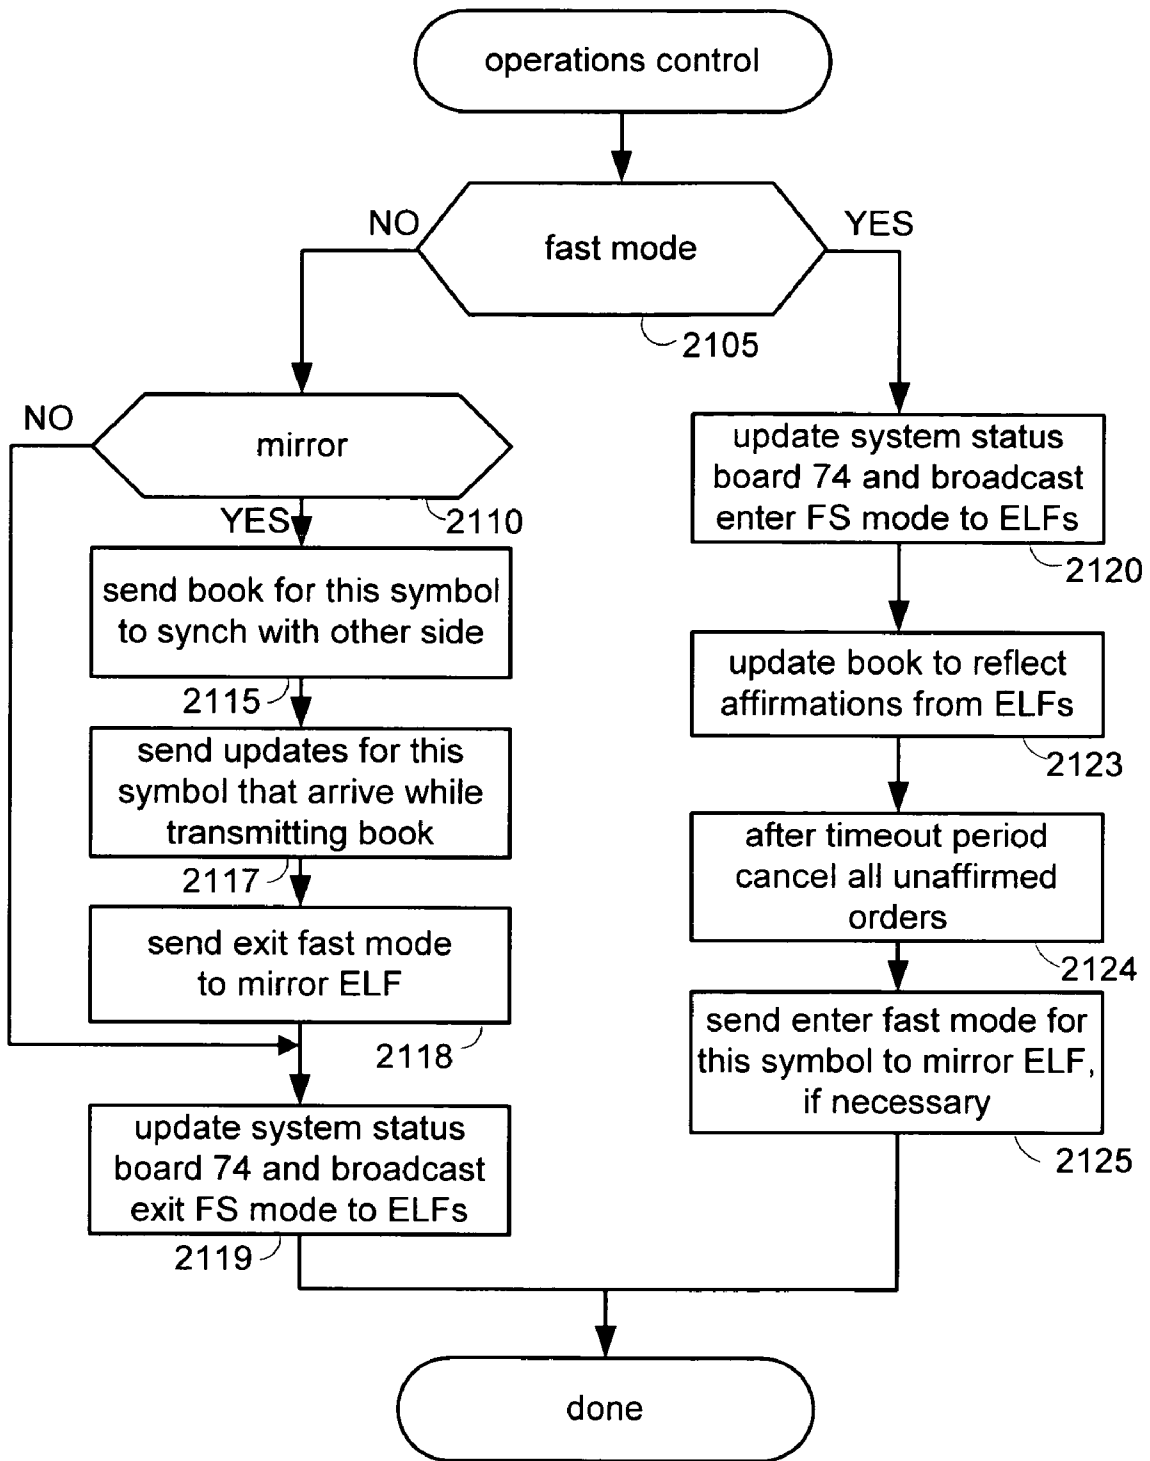 operations control
NO
YES
fast mode
2105
NO
mirror
YES
2110
update system status
board 74 and broadcast
enter FS mode to ELFs
2120
send book for this symbol
to synch with other side
2115
update book to reflect
affirmations from ELFs
2123
send updates for this
symbol that arrive while
transmitting book
2117
after timeout period
cancel all unaffirmed
orders
2124
send exit fast mode
to mirror ELF
2118
send enter fast mode for
this symbol to mirror ELF,
if necessary
2125
update system status
board 74 and broadcast
exit FS mode to ELFs
2119
done